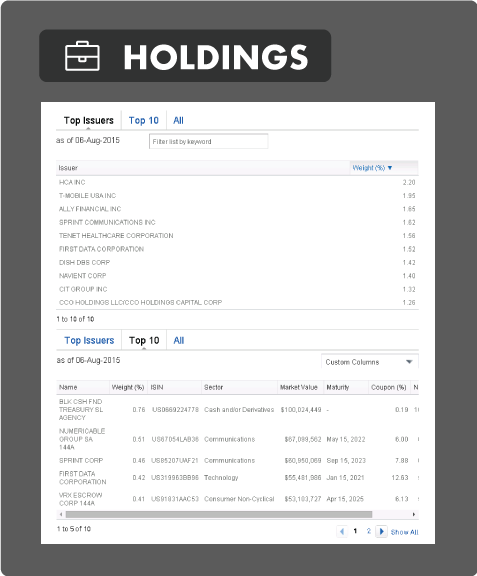 HOLDINGS
Top Issuers Top 10 All
as of 06-Aug-2015 Filter list by keyword
Issuer Weight (%) ▼
HCA INC 2.20
T-MOBILE USA INC 1.95
ALLY FINANCIAL INC 1.65
SPRINT COMMUNICATIONS INC 1.62
TENET HEALTHCARE CORPORATION 1.56
FIRST DATA CORPORATION 1.52
DISH DBS CORP 1.42
NAVIENT CORP 1.40
CIT GROUP INC 1.32
CCO HOLDINGS LLC/CCO HOLDINGS CAPITAL CORP 1.26
1 to 10 of 10
Top Issuers Top 10 All
as of 06-Aug-2015 Custom Columns
Name Weight (%) ISIN Sector Market Value Maturity Coupon (%) N
BLK CSH FND
TREASURY SL 0.76 US0669224778 Cash and/or Derivatives $100,024,449 - 0.19
AGENCY
NUMERICABLE
GROUP SA 0.51 US67054LAB36 Communications $67,089,562 May 15, 2022 6.00
144A
SPRINT CORP 0.46 US85207UAF21 Communications $60,950,069 Sep 15, 2023 7.88
FIRST DATA
CORPORATION 0.42 US319963BB96 Technology $55,481,986 Jan 15, 2021 12.63
VRX ESCROW
CORP 144A 0.41 US91831AAC53 Consumer Non-Cyclical $53,103,727 Apr 15, 2025 6.13
1 to 5 of 10 1 2 Show All